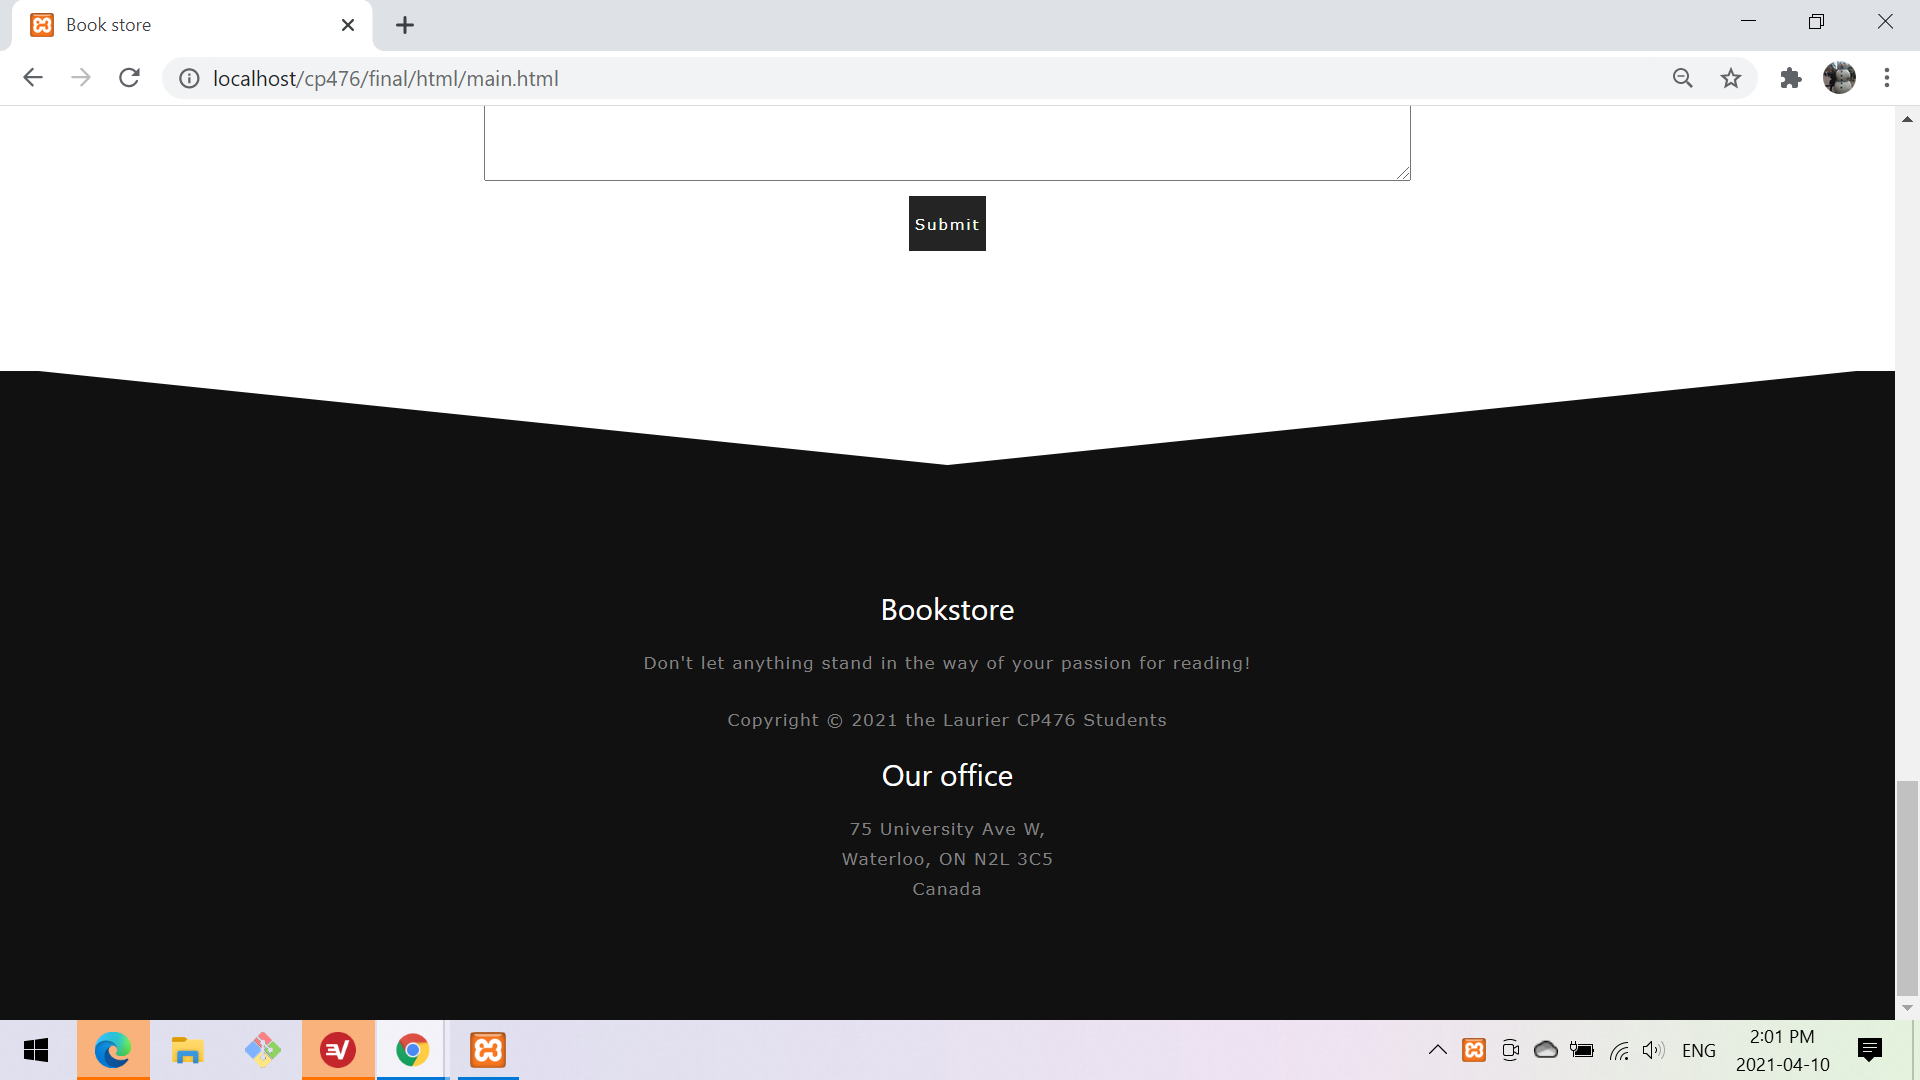 Book store
localhost/cp476/final/html/main.html
Submit
Bookstore
Don't let anything stand in the way of your passion for reading!
Copyright © 2021 the Laurier CP476 Students
Our office
75 University Ave W,
Waterloo, ON N2L 3C5
Canada
ENG
2:01 PM
2021-04-10